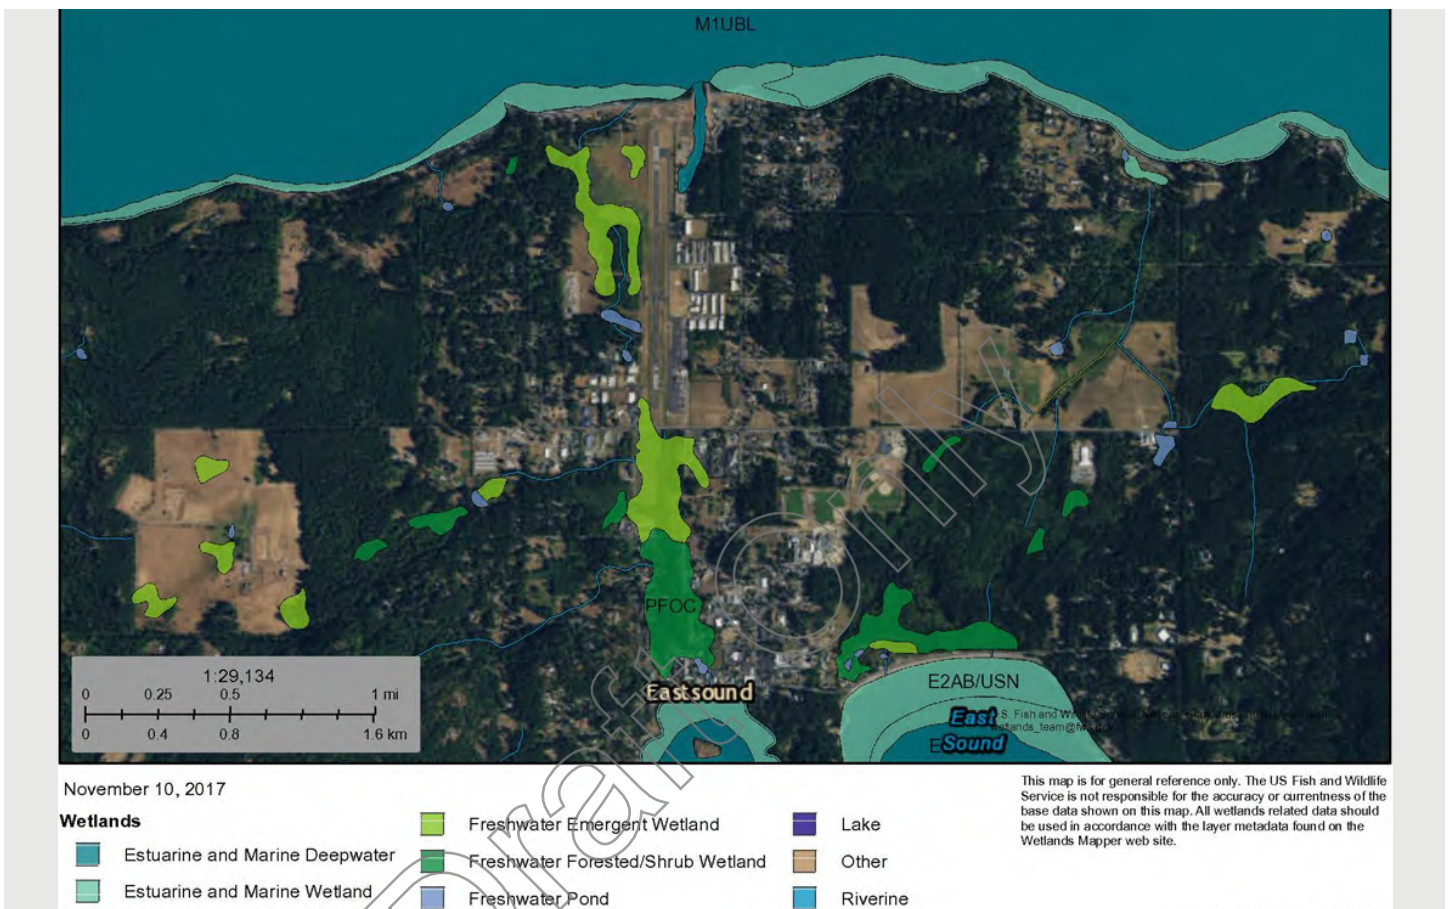 M1UBL
PFOC
Eastsound
E2AB/USN
East
Sound
S. Fish and
1:29,134
0 0.25 0.5 1 mi
0 0.4 0.8 1.6 km
Draft Only
November 10, 2017
Wetlands
Estuarine and Marine Deepwater
Estuarine and Marine Wetland
Freshwater Emergent Wetland
Freshwater Forested/Shrub Wetland
Freshwater Pond
Lake
Other
Riverine
This map is for general reference only. The US Fish and Wildlife
Service is not responsible for the accuracy or currentness of the
base data shown on this map. All wetlands related data should
be used in accordance with the layer metadata found on the
Wetlands Mapper web site.